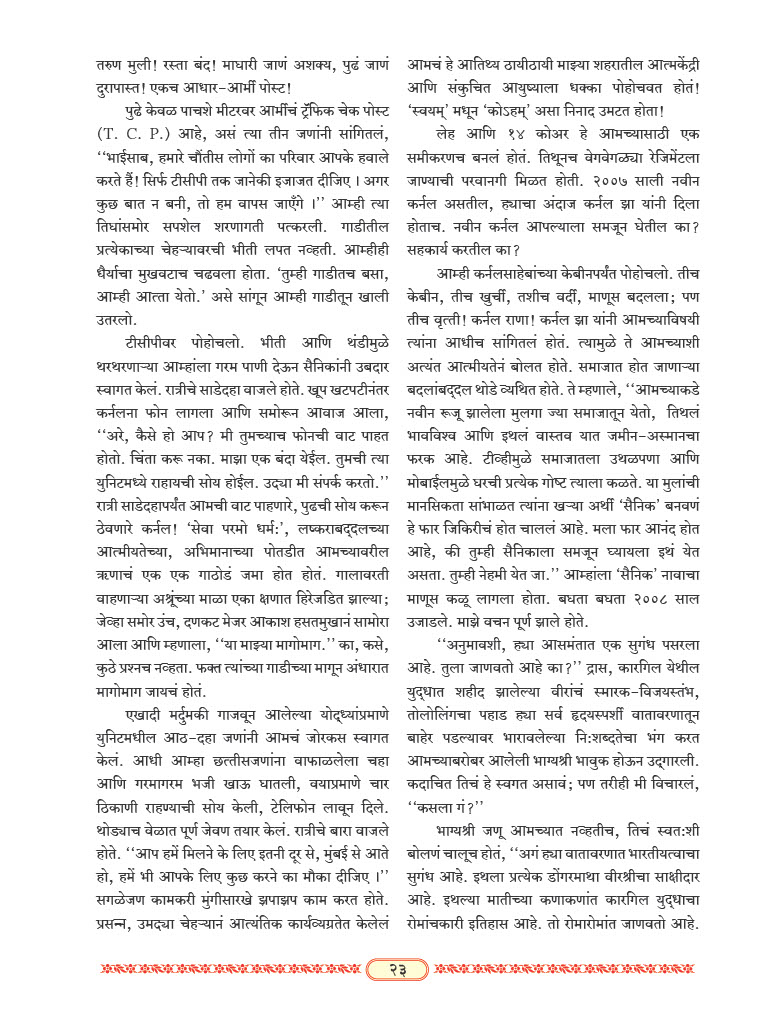 तरुण मुली! रस्ता बंद! माघारी जाणं अशक्य, पुढं जाणं
दुरापास्त! एकच आधार-आर्मी पोस्ट!
पुढे केवळ पाचशे मीटरवर आर्मीचं ट्रॅफिक चेक पोस्ट
(T. C. P.) आहे, असं त्या तीन जणांनी सांगितलं,
‘‘भाईसाब, हमारे चौंतीस लोगों का परिवार आपके हवाले
करते हैं! सिर्फ टीसीपी तक जानेकी इजाजत दीजिए । अगर
कुछ बात न बनी, तो हम वापस जाएँगे ।’’ आम्ही त्या
तिघांसमोर सपशेल शरणागती पत्करली. गाडीतील
प्रत्येकाच्या चेहऱ्यावरची भीती लपत नव्हती. आम्हीही
धैर्याचा मुखवटाच चढवला होता. ‘तुम्ही गाडीतच बसा,
आम्ही आत्ता येतो.’ असे सांगून आम्ही गाडीतून खाली
उतरलो.
टीसीपीवर पोहोचलो. भीती आणि थंडीमुळे
थरथरणाऱ्या आम्हांला गरम पाणी देऊन सैनिकांनी उबदार
स्वागत केलं. रात्रीचे साडेदहा वाजले होते. खूप खटपटीनंतर
कर्नलना फोन लागला आणि समोरून आवाज आला,
‘‘अरे, कैसे हो आप? मी तुमच्याच फोनची वाट पाहत
होतो. चिंता करू नका. माझा एक बंदा येईल. तुमची त्या
युनिटमध्ये राहायची सोय होईल. उद्या मी संपर्क करतो.’’
रात्री साडेदहापर्यंत आमची वाट पाहणारे, पुढची सोय करून
ठेवणारे कर्नल! ‘सेवा परमो धर्मः’, लष्कराबद्दलच्या
आत्मीयतेच्या, अभिमानाच्या पोतडीत आमच्यावरील
ऋणाचं एक एक गाठोडं जमा होत होतं. गालावरती
वाहणाऱ्या अश्रूंच्या माळा एका क्षणात हिरेजडित झाल्या;
जेव्हा समोर उंच, दणकट मेजर आकाश हसतमुखानं सामोरा
आला आणि म्हणाला, ‘‘या माझ्या मागोमाग.’’ का, कसे,
कुठे प्रश्नच नव्हता. फक्त त्यांच्या गाडीच्या मागून अंधारात
मागोमाग जायचं होतं.
एखादी मर्दुमकी गाजवून आलेल्या योद्ध्यांप्रमाणे
युनिटमधील आठ-दहा जणांनी आमचं जोरकस स्वागत
केलं. आधी आम्हा छत्तीसजणांना वाफाळलेला चहा
आणि गरमागरम भजी खाऊ घातली, वयाप्रमाणे चार
ठिकाणी राहण्याची सोय केली, टेलिफोन लावून दिले.
थोड्याच वेळात पूर्ण जेवण तयार केलं. रात्रीचे बारा वाजले
होते. ‘‘आप हमें मिलने के लिए इतनी दूर से, मुंबई से आते
हो, हमें भी आपके लिए कुछ करने का मौका दीजिए ।’’
सगळेजण कामकरी मुंगीसारखे झपाझप काम करत होते.
प्रसन्न, उमद्या चेहऱ्यानं आत्यंतिक कार्यव्यग्रतेत केलेलं
आमचं हे आतिथ्य ठायीठायी माझ्या शहरातील आत्मकेंद्री
आणि संकुचित आयुष्याला धक्का पोहोचवत होतं!
‘स्वयम्’ मधून ‘कोऽहम्’ असा निनाद उमटत होता!
लेह आणि १४ कोअर हे आमच्यासाठी एक
समीकरणच बनलं होतं. तिथूनच वेगवेगळ्या रेजिमेंटला
जाण्याची परवानगी मिळत होती. २००७ साली नवीन
कर्नल असतील, ह्याचा अंदाज कर्नल झा यांनी दिला
होताच. नवीन कर्नल आपल्याला समजून घेतील का?
सहकार्य करतील का?
आम्ही कर्नलसाहेबांच्या केबीनपर्यंत पोहोचलो. तीच
केबीन, तीच खुर्ची, तशीच वर्दी, माणूस बदलला; पण
तीच वृत्ती! कर्नल राणा! कर्नल झा यांनी आमच्याविषयी
त्यांना आधीच सांगितलं होतं. त्यामुळे ते आमच्याशी
अत्यंत आत्मीयतेनं बोलत होते. समाजात होत जाणाऱ्या
बदलांबद्दल थोडे व्यथित होते. ते म्हणाले, ‘‘आमच्याकडे
नवीन रूजू झालेला मुलगा ज्या समाजातून येतो, तिथलं
भावविश्व आणि इथलं वास्तव यात जमीन-अस्मानचा
फरक आहे. टीव्हीमुळे समाजातला उथळपणा आणि
मोबाईलमुळे घरची प्रत्येक गोष्ट त्याला कळते. या मुलांची
मानसिकता सांभाळत त्यांना खऱ्या अर्थी ‘सैनिक’ बनवणं
हे फार जिकिरीचं होत चाललं आहे. मला फार आनंद होत
आहे, की तुम्ही सैनिकाला समजून घ्यायला इथं येत
असता. तुम्ही नेहमी येत जा.’’ आम्हांला ‘सैनिक’ नावाचा
माणूस कळू लागला होता. बघता बघता २००८ साल
उजाडले. माझे वचन पूर्ण झाले होते.
‘‘अनुमावशी, ह्या आसमंतात एक सुगंध पसरला
आहे. तुला जाणवतो आहे का?’’ द्रास, कारगिल येथील
युद्धात शहीद झालेल्या वीरांचं स्मारक-विजयस्तंभ,
तोलोलिंगचा पहाड ह्या सर्व हृदयस्पर्शी वातावरणातून
बाहेर पडल्यावर भारावलेल्या निःशब्दतेचा भंग करत
आमच्याबरोबर आलेली भाग्यश्री भावुक होऊन उद्गारली.
कदाचित तिचं हे स्वगत असावं; पण तरीही मी विचारलं,
‘‘कसला गं?’’
भाग्यश्री जणू आमच्यात नव्हतीच, तिचं स्वतःशी
बोलणं चालूच होतं, ‘‘अगं ह्या वातावरणात भारतीयत्वाचा
सुगंध आहे. इथला प्रत्येक डोंगरमाथा वीरश्रीचा साक्षीदार
आहे. इथल्या मातीच्या कणाकणांत कारगिल युद्धाचा
रोमांचकारी इतिहास आहे. तो रोमारोमांत जाणवतो आहे.
२३